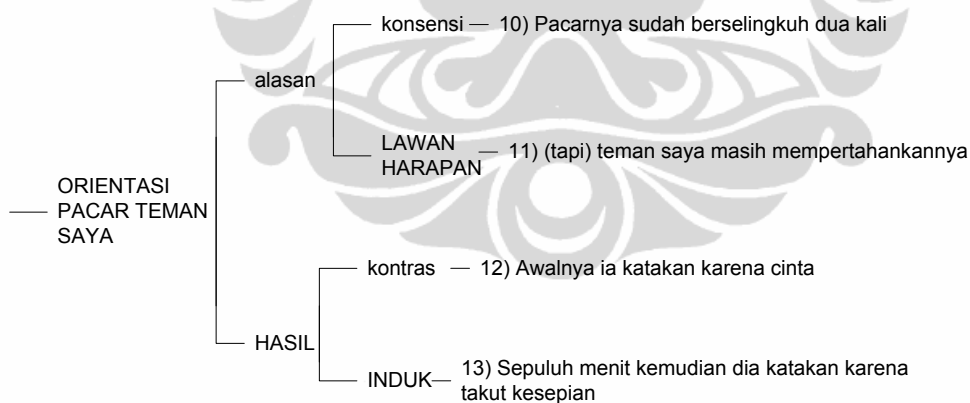 konsensi
10) Pacarnya sudah berselingkuh dua kali
alasan
LAWAN
HARAPAN
11) (tapi) teman saya masih mempertahankannya
ORIENTASI
PACAR TEMAN
SAYA
kontras
12) Awalnya ia katakan karena cinta
HASIL
INDUK
13) Sepuluh menit kemudian dia katakan karena
takut kesepian